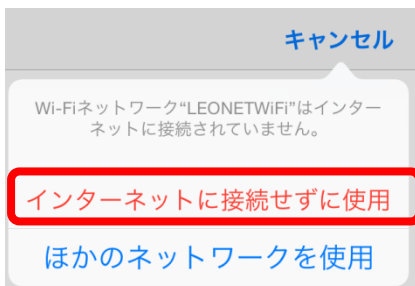 キャンセル
Wi-Fiネットワーク“LEONETWiFi”はインター
ネットに接続されていません。
インターネットに接続せずに使用
ほかのネットワークを使用